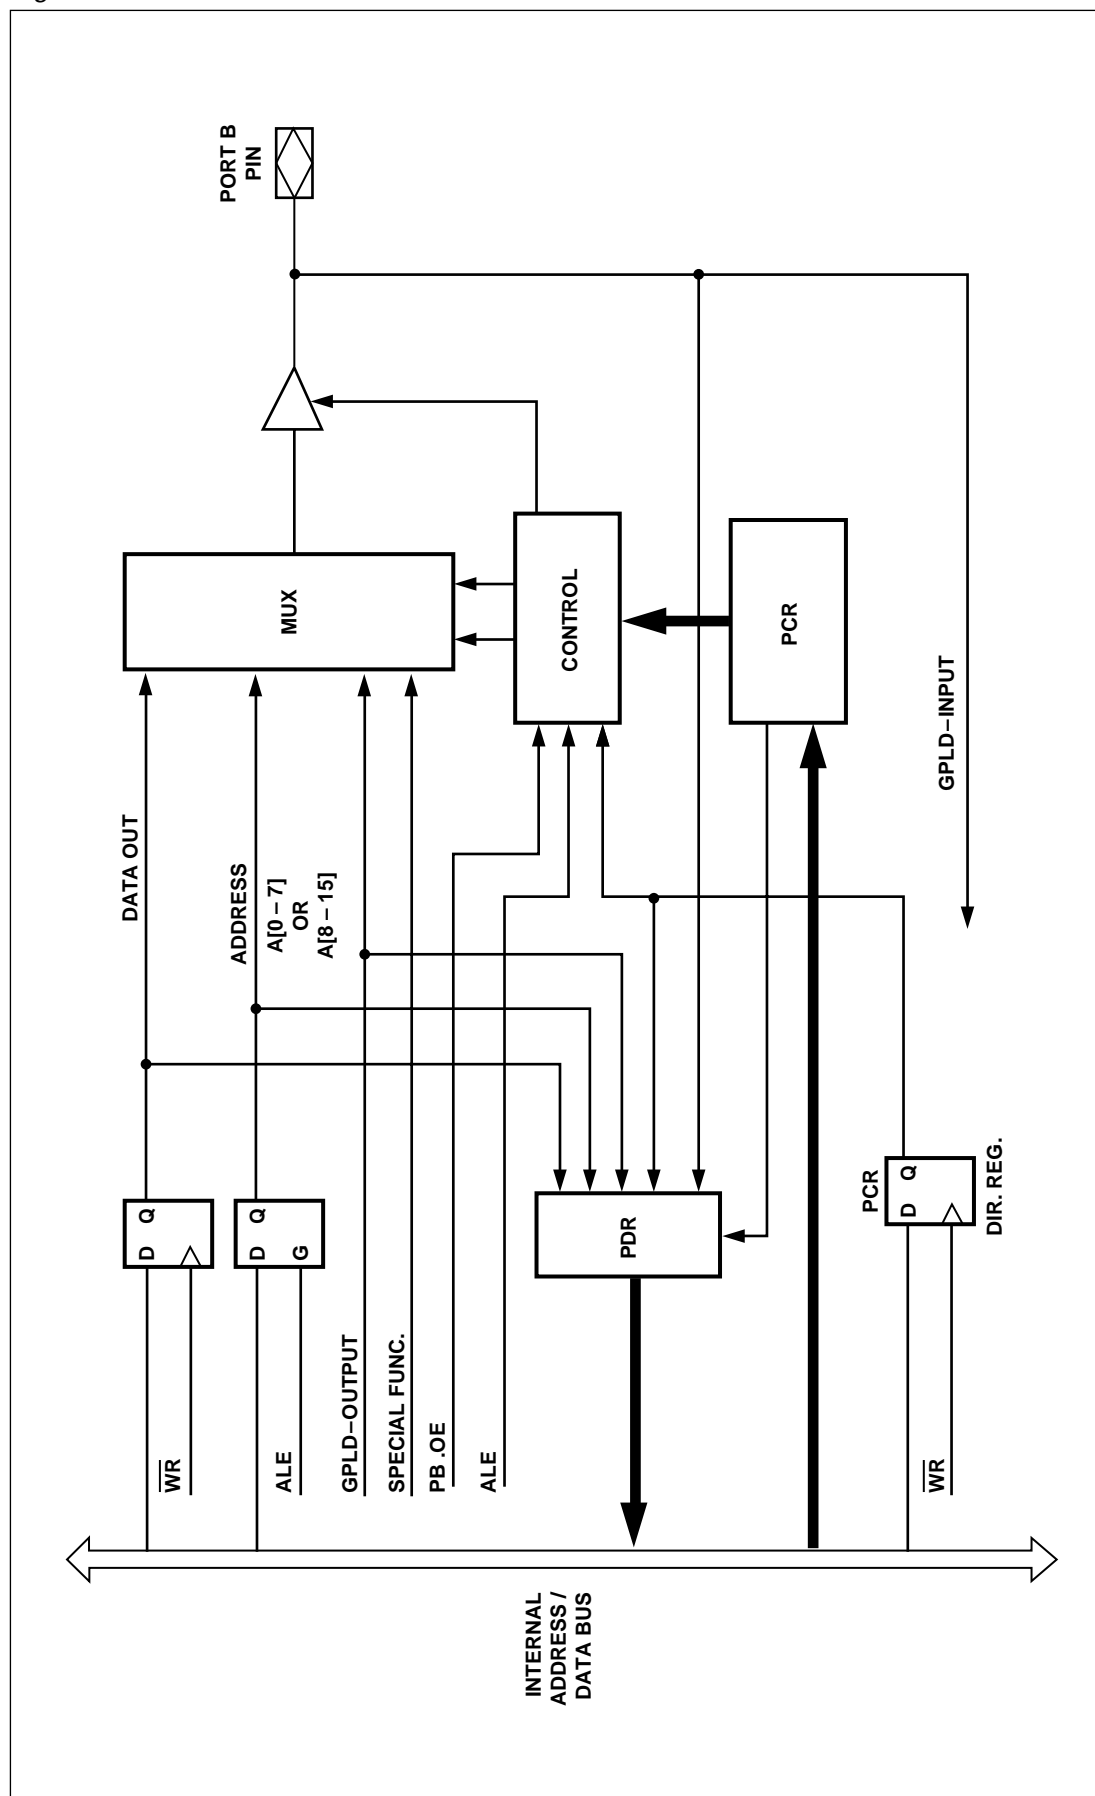 INTERNAL
ADDRESS /
DATA BUS
WR
D Q
ALE
D Q
G
GPLD–OUTPUT
SPECIAL FUNC.
PB .OE
ALE
WR
DATA OUT
ADDRESS
A[0 – 7]
OR
A[8 – 15]
PDR
PCR
D Q
DIR. REG.
MUX
CONTROL
PCR
GPLD–INPUT
PORT B
PIN